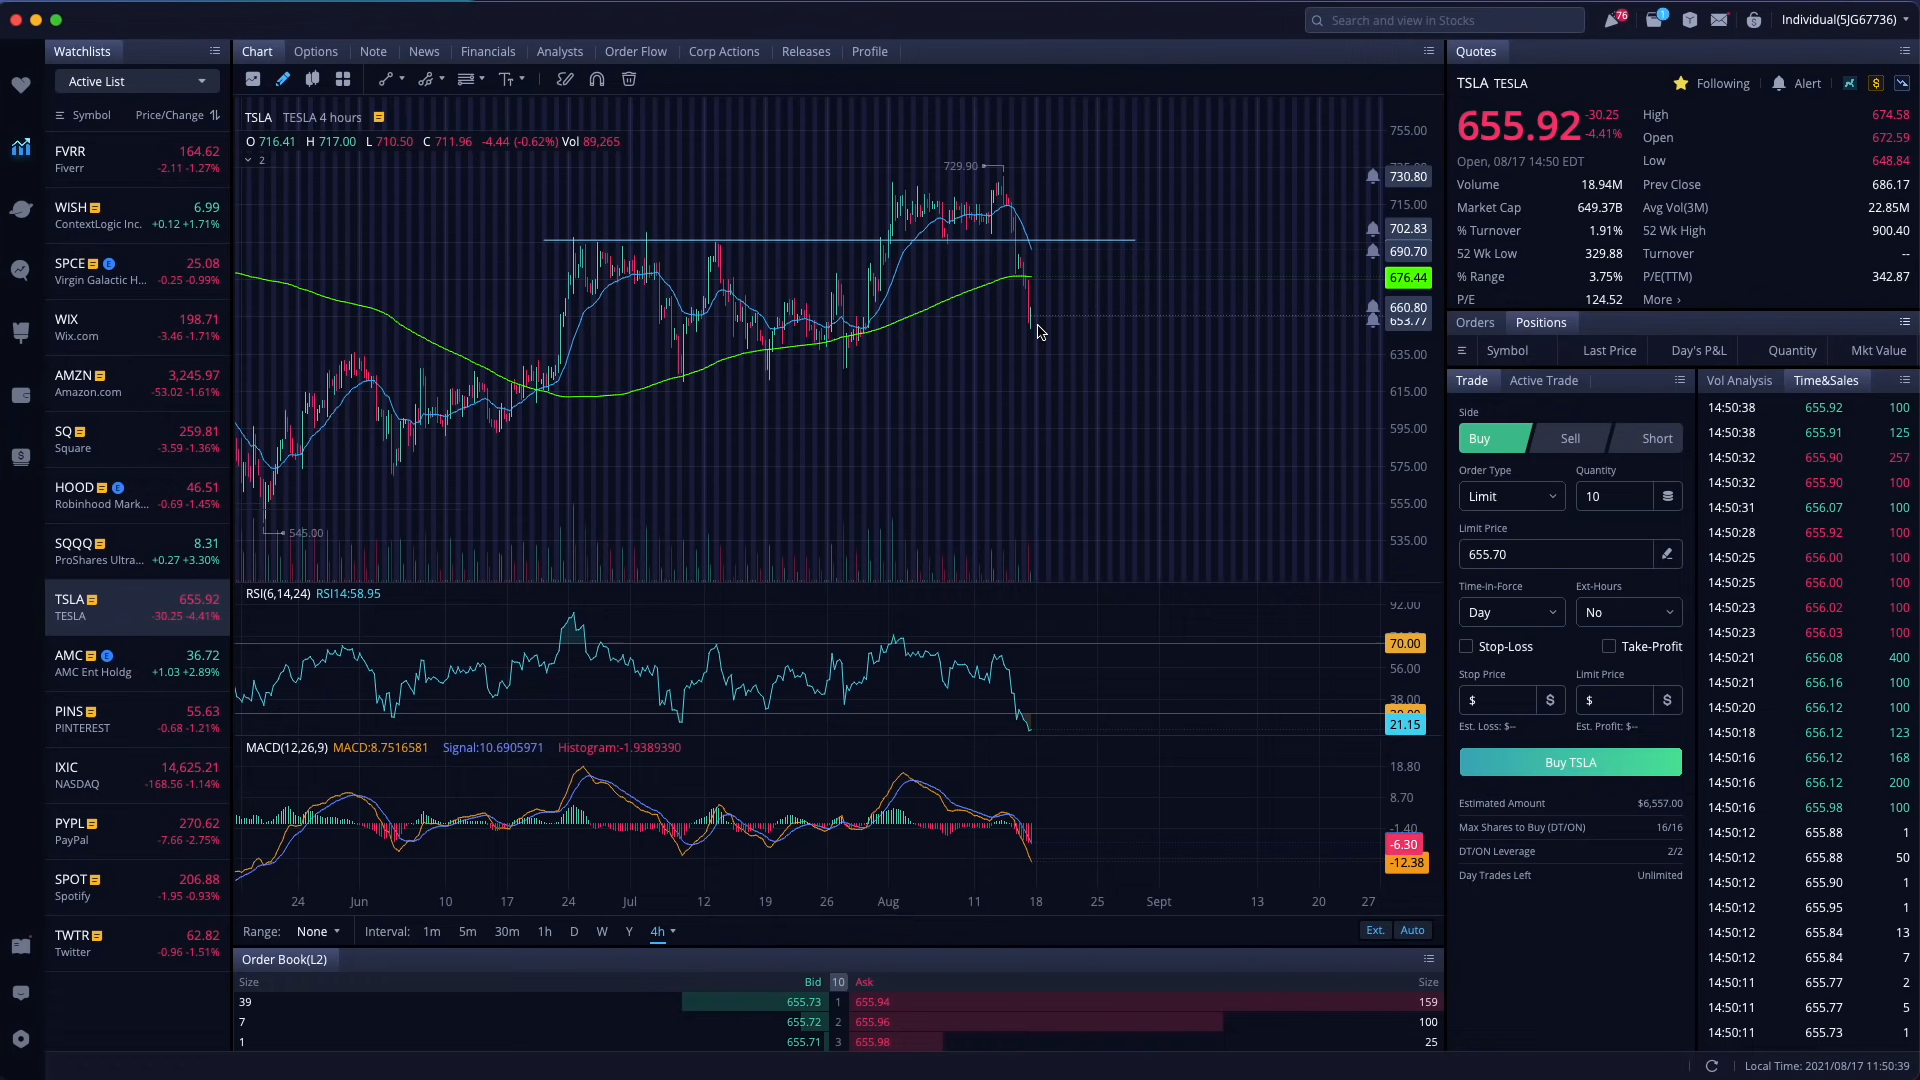 Search and view in Stocks
76
1
Individual(5JG67736)
Watchlists
Active List
Symbol Price/Change
FVRR 164.62
Fiverr -2.11 -1.27%
WISH 6.99
ContextLogic Inc. +0.12 +1.71%
SPCE E 25.08
Virgin Galactic H... -0.25 -0.99%
WIX 198.71
Wix.com -3.46 -1.71%
AMZN 3,245.97
Amazon.com -53.02 -1.61%
SQ 259.81
Square -3.59 -1.36%
HOOD E 46.51
Robinhood Mark... -0.69 -1.45%
SQQQ 8.31
ProShares Ultra... +0.27 +3.30%
TSLA 655.92
TESLA -30.25 -4.41%
AMC E 36.72
AMC Ent Holdg +1.03 +2.89%
PINS 55.63
PINTEREST -0.68 -1.21%
IXIC 14,625.21
NASDAQ -168.56 -1.14%
PYPL 270.62
PayPal -7.66 -2.75%
SPOT 206.88
Spotify -1.95 -0.93%
TWTR 62.82
Twitter -0.96 -1.51%
Chart Options Note News Financials Analysts Order Flow Corp Actions Releases Profile
TSLA TESLA 4 hours
O 716.41 H 717.00 L 710.50 C 711.96 -4.44 (-0.62%) Vol 89,265
2
729.90
545.00
755.00
730.80
715.00
702.83
690.70
676.44
660.80
653.77
635.00
615.00
595.00
575.00
555.00
535.00
RSI(6,14,24) RSI14:58.95
92.00
70.00
56.00
38.00
21.15
MACD(12,26,9) MACD:8.7516581 Signal:10.6905971 Histogram:-1.9389390
18.80
8.70
-1.40
-6.30
-12.38
24 Jun 10 17 24 Jul 12 19 26 Aug 11 18 25 Sept 13 20 27
Range: None Interval: 1m 5m 30m 1h D W Y 4h Ext. Auto
Order Book(L2)
Size Bid 10 Ask Size
39 655.73 1 655.94 159
7 655.72 2 655.96 100
1 655.71 3 655.98 25
Quotes
TSLA TESLA Following Alert
655.92 -30.25 -4.41%
Open, 08/17 14:50 EDT
High 674.58
Open 672.59
Low 648.84
Volume 18.94M Prev Close 686.17
Market Cap 649.37B Avg Vol(3M) 22.85M
% Turnover 1.91% 52 Wk High 900.40
52 Wk Low 329.88 Turnover --
% Range 3.75% P/E(TTM) 342.87
P/E 124.52 More ›
Orders Positions
Symbol Last Price Day's P&L Quantity Mkt Value
Trade Active Trade
Side
Buy Sell Short
Order Type Quantity
Limit 10
Limit Price
655.70
Time-in-Force Ext-Hours
Day No
Stop-Loss Take-Profit
Stop Price Limit Price
$ $ $ $
Est. Loss: $-- Est. Profit: $--
Buy TSLA
Estimated Amount $6,557.00
Max Shares to Buy (DT/ON) 16/16
DT/ON Leverage 2/2
Day Trades Left Unlimited
Vol Analysis Time&Sales
14:50:38 655.92 100
14:50:38 655.91 125
14:50:32 655.90 257
14:50:32 655.90 100
14:50:31 656.07 100
14:50:28 655.92 100
14:50:25 656.00 100
14:50:25 656.00 100
14:50:23 656.02 100
14:50:23 656.03 100
14:50:21 656.08 400
14:50:21 656.16 100
14:50:20 656.12 100
14:50:18 656.12 123
14:50:16 656.12 168
14:50:16 656.12 200
14:50:16 655.98 100
14:50:12 655.88 1
14:50:12 655.88 50
14:50:12 655.90 1
14:50:12 655.95 1
14:50:12 655.84 13
14:50:12 655.84 7
14:50:11 655.77 2
14:50:11 655.77 5
14:50:11 655.73 1
Local Time: 2021/08/17 11:50:39